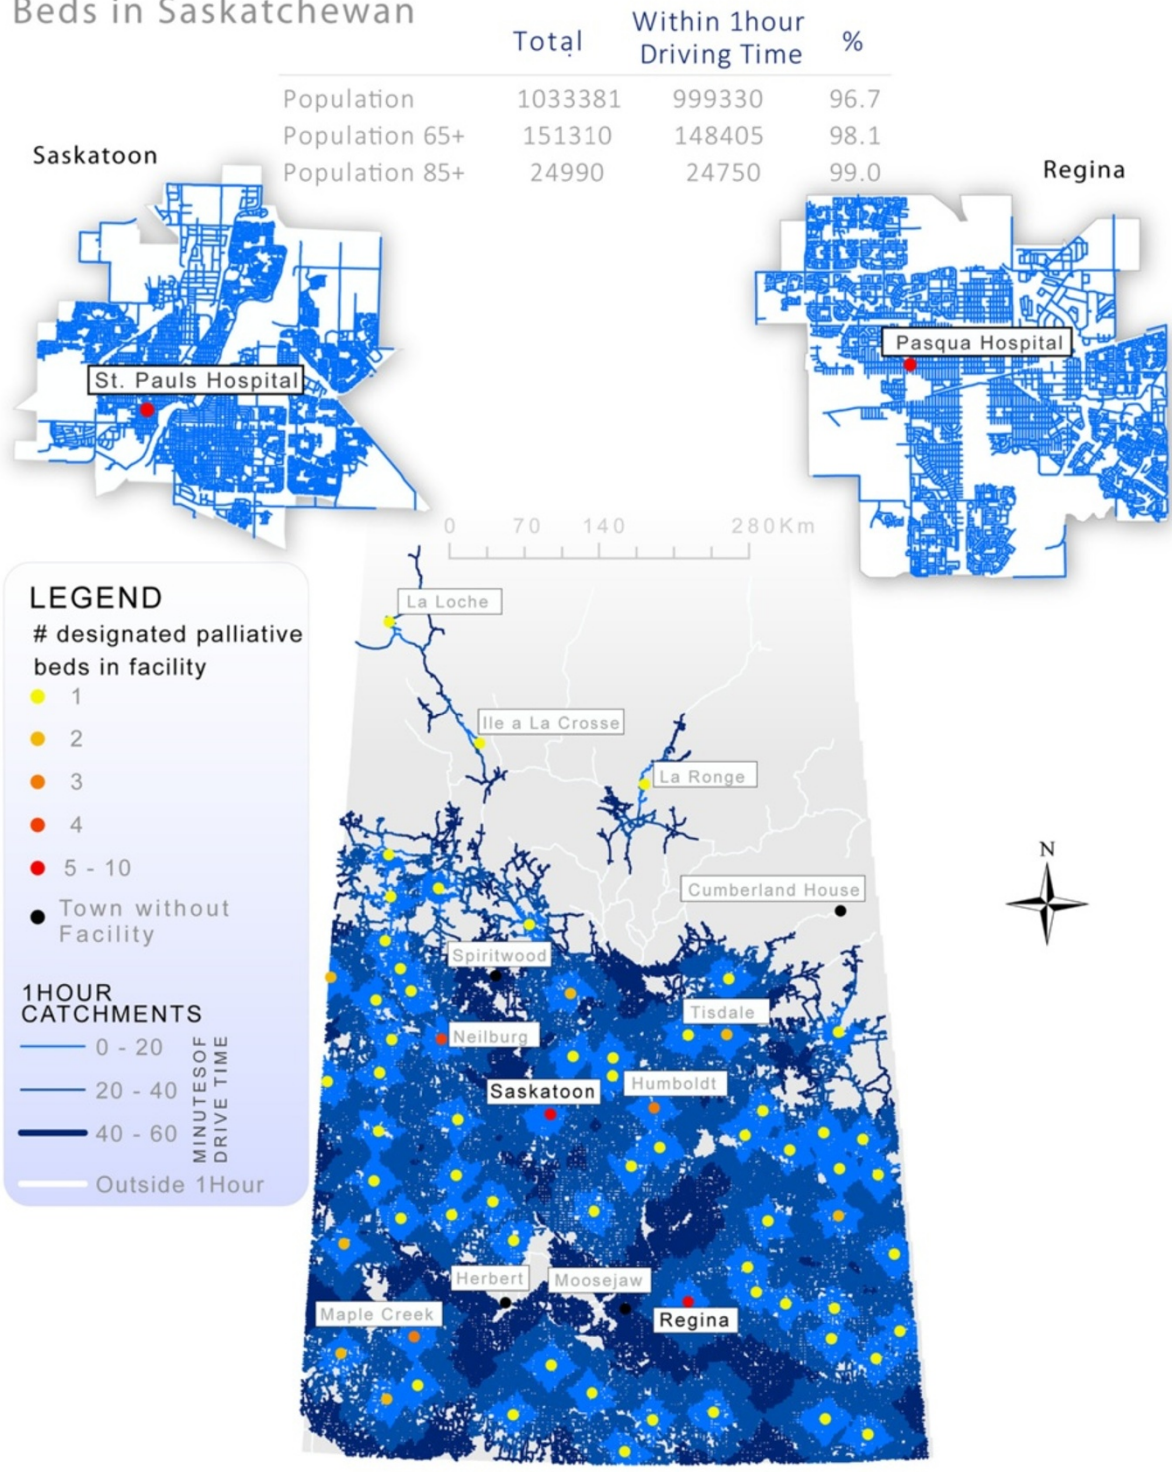 Beds in Saskatchewan
Total Within 1hour Driving Time %
Population 1033381 999330 96.7
Population 65+ 151310 148405 98.1
Population 85+ 24990 24750 99.0
Saskatoon
Regina
Pasqua Hospital
St. Pauls Hospital
0 70 140 280Km
LEGEND
# designated palliative
beds in facility
1
2
3
4
5 - 10
Town without
Facility
1HOUR
CATCHMENTS
0 - 20
20 - 40
40 - 60
MINUTESOF
DRIVE TIME
Outside 1Hour
La Loche
Ile a La Crosse
La Ronge
N
Cumberland House
Spiritwood
Tisdale
Neilburg
Humboldt
Saskatoon
Herbert
Moosejaw
Maple Creek
Regina